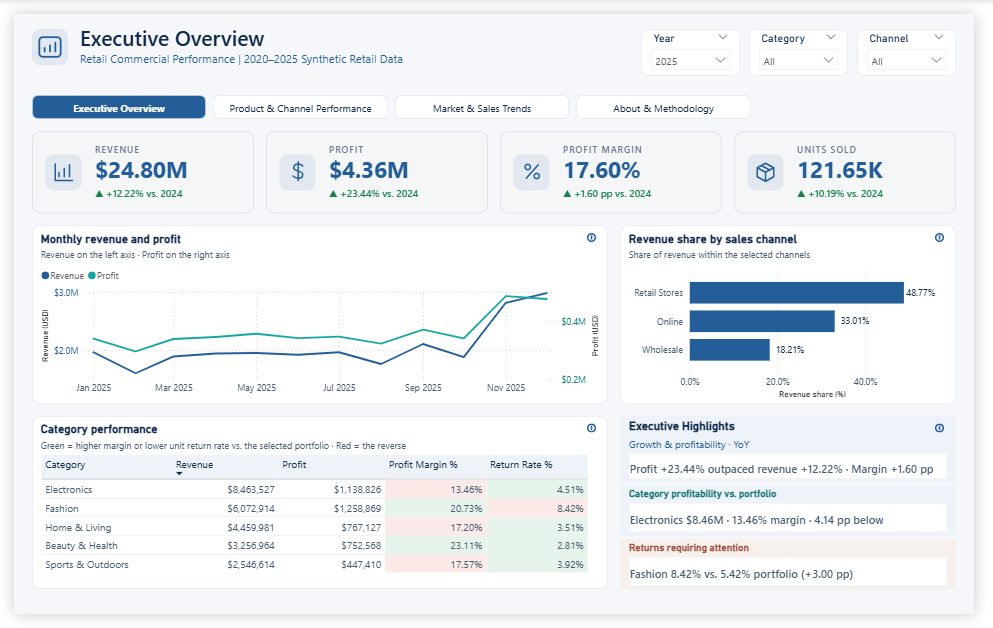 Executive Overview
Retail Commercial Performance | 2020–2025 Synthetic Retail Data
Year
2025
Category
All
Channel
All
Executive Overview
Product & Channel Performance
Market & Sales Trends
About & Methodology
REVENUE
$24.80M
▲ +12.22% vs. 2024
PROFIT
$4.36M
▲ +23.44% vs. 2024
PROFIT MARGIN
17.60%
▲ +1.60 pp vs. 2024
UNITS SOLD
121.65K
▲ +10.19% vs. 2024
Monthly revenue and profit
Revenue on the left axis · Profit on the right axis
Revenue Profit
Revenue (USD)
$3.0M
$2.0M
$0.4M
$0.2M
Profit (USD)
Jan 2025 Mar 2025 May 2025 Jul 2025 Sep 2025 Nov 2025
Revenue share by sales channel
Share of revenue within the selected channels
Retail Stores 48.77%
Online 33.01%
Wholesale 18.21%
0.0% 20.0% 40.0%
Revenue share (%)
Category performance
Green = higher margin or lower unit return rate vs. the selected portfolio · Red = the reverse
Category Revenue Profit Profit Margin % Return Rate %
Electronics $8,463,527 $1,138,826 13.46% 4.51%
Fashion $6,072,914 $1,258,869 20.73% 8.42%
Home & Living $4,459,981 $767,127 17.20% 3.51%
Beauty & Health $3,256,964 $752,568 23.11% 2.81%
Sports & Outdoors $2,546,614 $447,410 17.57% 3.92%
Executive Highlights
Growth & profitability · YoY
Profit +23.44% outpaced revenue +12.22% · Margin +1.60 pp
Category profitability vs. portfolio
Electronics $8.46M · 13.46% margin · 4.14 pp below
Returns requiring attention
Fashion 8.42% vs. 5.42% portfolio (+3.00 pp)